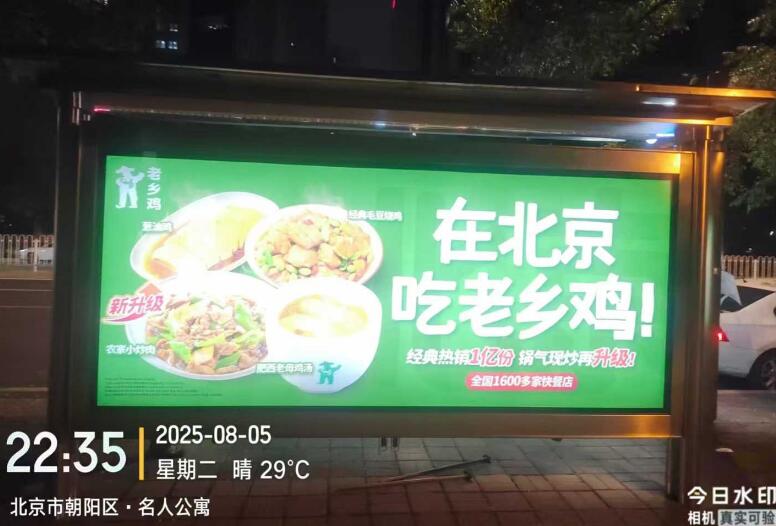 老乡鸡
葱油鸡
经典毛豆烧鸡
新升级
农家小炒肉
肥西老母鸡汤
在北京
吃老乡鸡!
经典热销1亿份 锅气现炒再升级!
全国1600多家快餐店
22:35
2025-08-05
星期二 晴 29°C
北京市朝阳区·名人公寓
今日水印
相机 真实可验